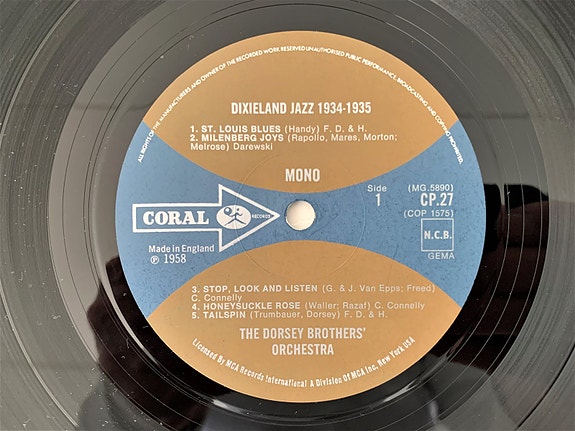 ALL RIGHTS OF THE MANUFACTURERS AND OWNER OF THE RECORDED WORK RESERVED UNAUTHORISED PUBLIC PERFORMANCE, BROADCASTING AND COPYING PROHIBITED.
DIXIELAND JAZZ 1934-1935
1. ST. LOUIS BLUES (Handy) F. D. & H.
2. MILENBERG JOYS (Rapollo, Mares, Morton;
Melrose) Darewski
MONO
CORAL RECORDS
Made in England
℗ 1958
Side
1
(MG.5890)
CP.27
(COP 1575)
N.C.B.
GEMA
3. STOP, LOOK AND LISTEN (G. & J. Van Epps; Freed)
C. Connelly
4. HONEYSUCKLE ROSE (Waller; Razaf) C. Connelly
5. TAILSPIN (Trumbauer, Dorsey) F. D. & H.
THE DORSEY BROTHERS'
ORCHESTRA
Licensed By MCA Records International A Division Of MCA Inc. New York USA